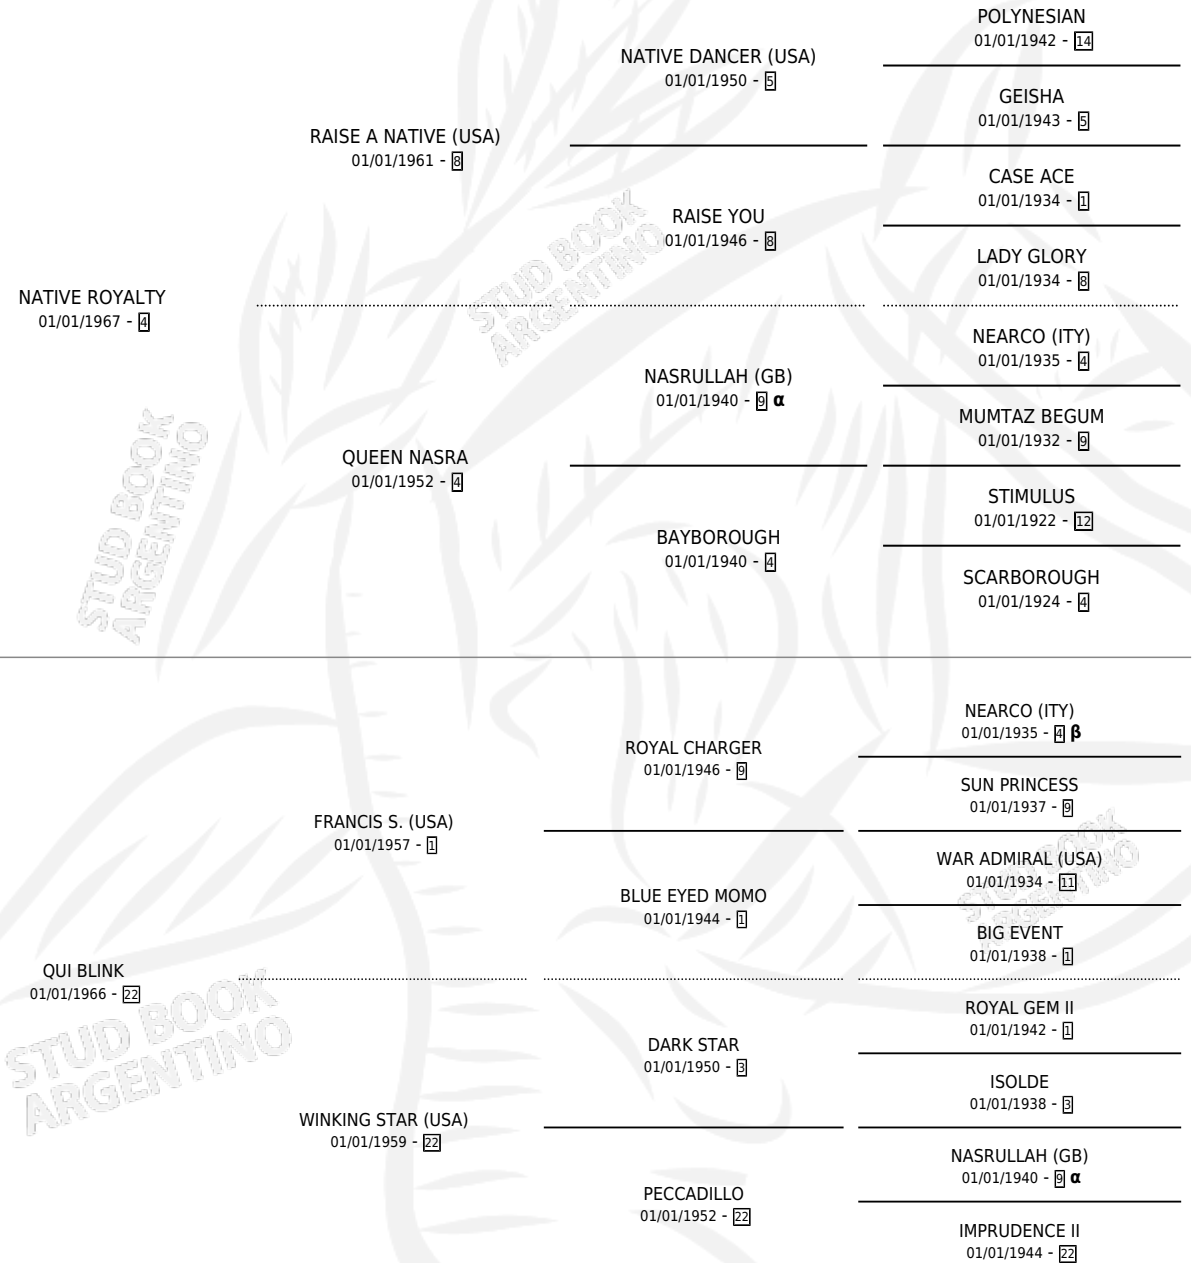 POLYNESIAN
01/01/1942 - 14
NATIVE DANCER (USA)
01/01/1950 - 5
GEISHA
01/01/1943 - 5
RAISE A NATIVE (USA)
01/01/1961 - 8
CASE ACE
01/01/1934 - 1
RAISE YOU
01/01/1946 - 8
LADY GLORY
01/01/1934 - 8
NATIVE ROYALTY
01/01/1967 - 4
NEARCO (ITY)
01/01/1935 - 4
NASRULLAH (GB)
01/01/1940 - 9 α
MUMTAZ BEGUM
01/01/1932 - 9
QUEEN NASRA
01/01/1952 - 4
STIMULUS
01/01/1922 - 12
BAYBOROUGH
01/01/1940 - 4
SCARBOROUGH
01/01/1924 - 4
NEARCO (ITY)
01/01/1935 - 4 β
ROYAL CHARGER
01/01/1946 - 9
SUN PRINCESS
01/01/1937 - 9
FRANCIS S. (USA)
01/01/1957 - 1
WAR ADMIRAL (USA)
01/01/1934 - 11
BLUE EYED MOMO
01/01/1944 - 1
BIG EVENT
01/01/1938 - 1
QUI BLINK
01/01/1966 - 22
ROYAL GEM II
01/01/1942 - 1
DARK STAR
01/01/1950 - 3
ISOLDE
01/01/1938 - 3
WINKING STAR (USA)
01/01/1959 - 22
NASRULLAH (GB)
01/01/1940 - 9 α
PECCADILLO
01/01/1952 - 22
IMPRUDENCE II
01/01/1944 - 22
STUD BOOK
ARGENTINO
STUD BOOK
ARGENTINO
STUD BOOK
ARGENTINO
STUD BOOK
ARGENTINO